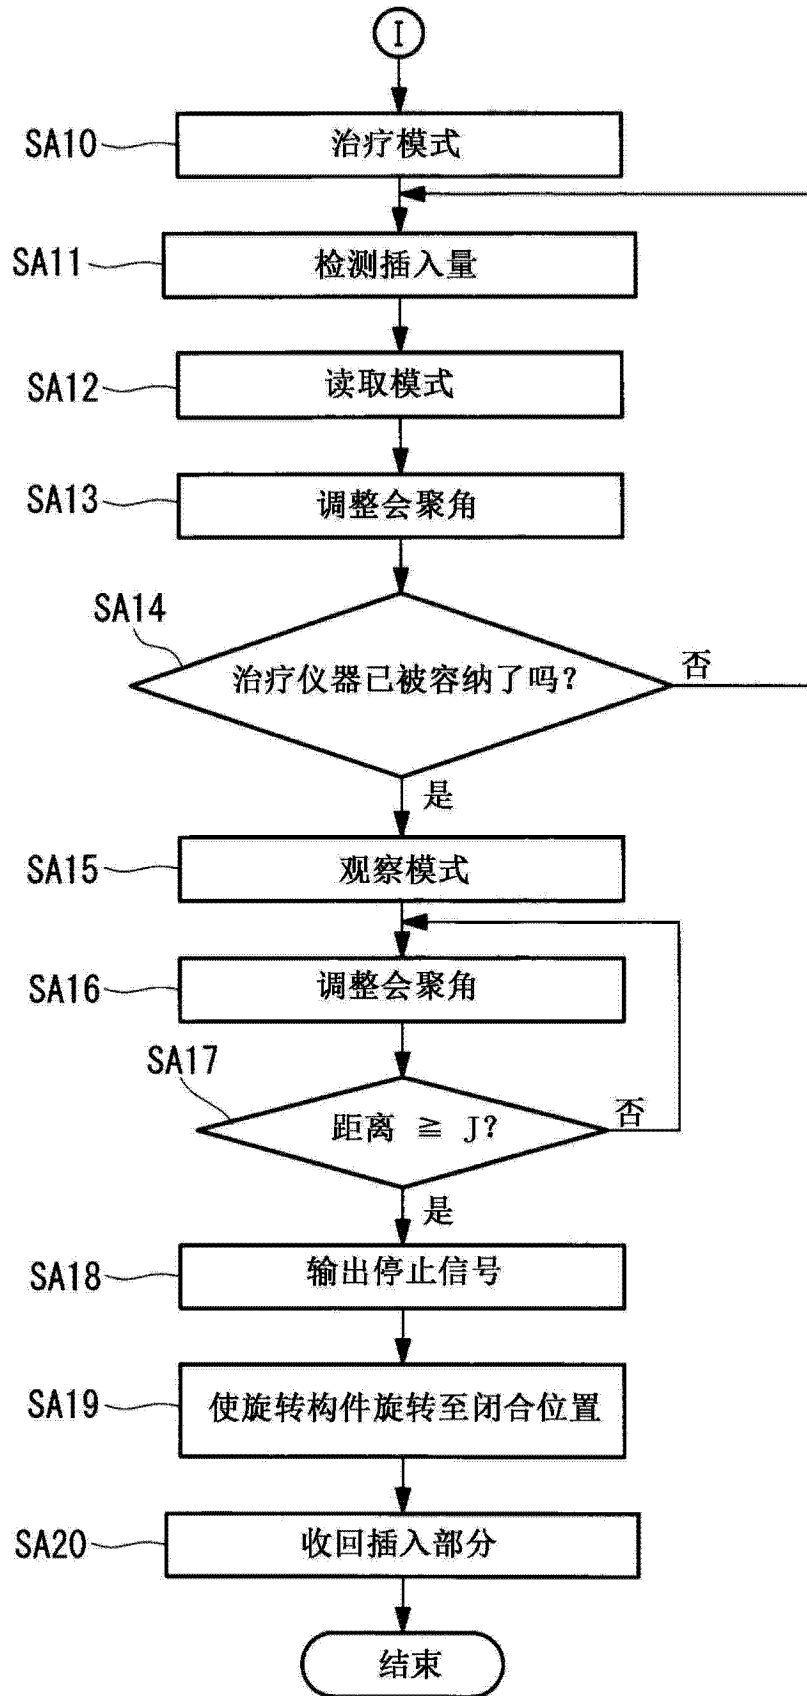 I
SA10 治疗模式
SA11 检测插入量
SA12 读取模式
SA13 调整会聚角
SA14
治疗仪器已被容纳了吗? 否
是
SA15 观察模式
SA16 调整会聚角
SA17
距离 ≧ J? 否
是
SA18 输出停止信号
SA19 使旋转构件旋转至闭合位置
SA20 收回插入部分
结束